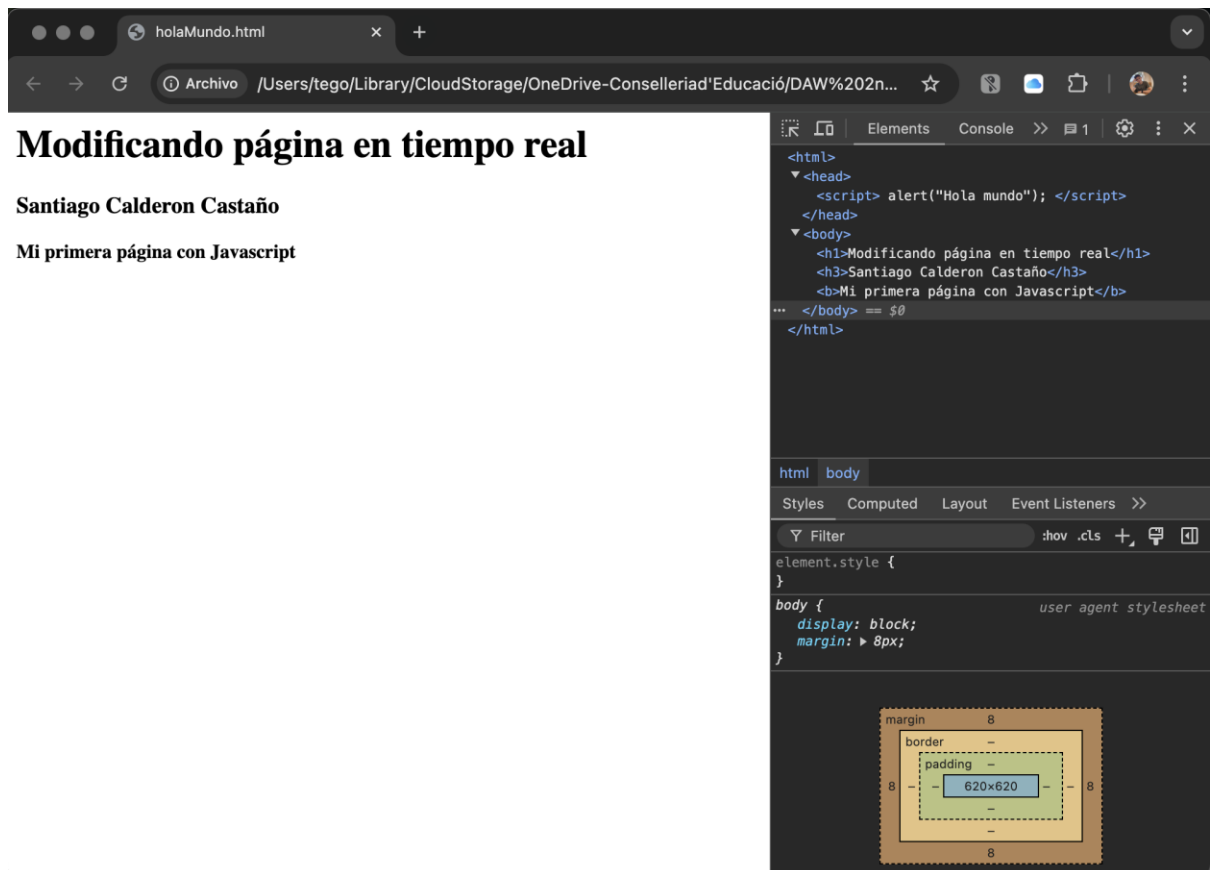 holaMundo.html
Archivo /Users/tego/Library/CloudStorage/OneDrive-Conselleriad'Educació/DAW%202n...
Modificando página en tiempo real
Santiago Calderon Castaño
Mi primera página con Javascript
Elements Console 1
<html>
<head>
<script> alert("Hola mundo"); </script>
</head>
<body>
<h1>Modificando página en tiempo real</h1>
<h3>Santiago Calderon Castaño</h3>
<b>Mi primera página con Javascript</b>
… </body> == $0
</html>
html body
Styles Computed Layout Event Listeners
Filter :hov .cls
element.style {
}
body { user agent stylesheet
display: block;
margin: 8px;
}
margin 8
border –
padding –
8 – – 620×620 – – 8
–
–
8